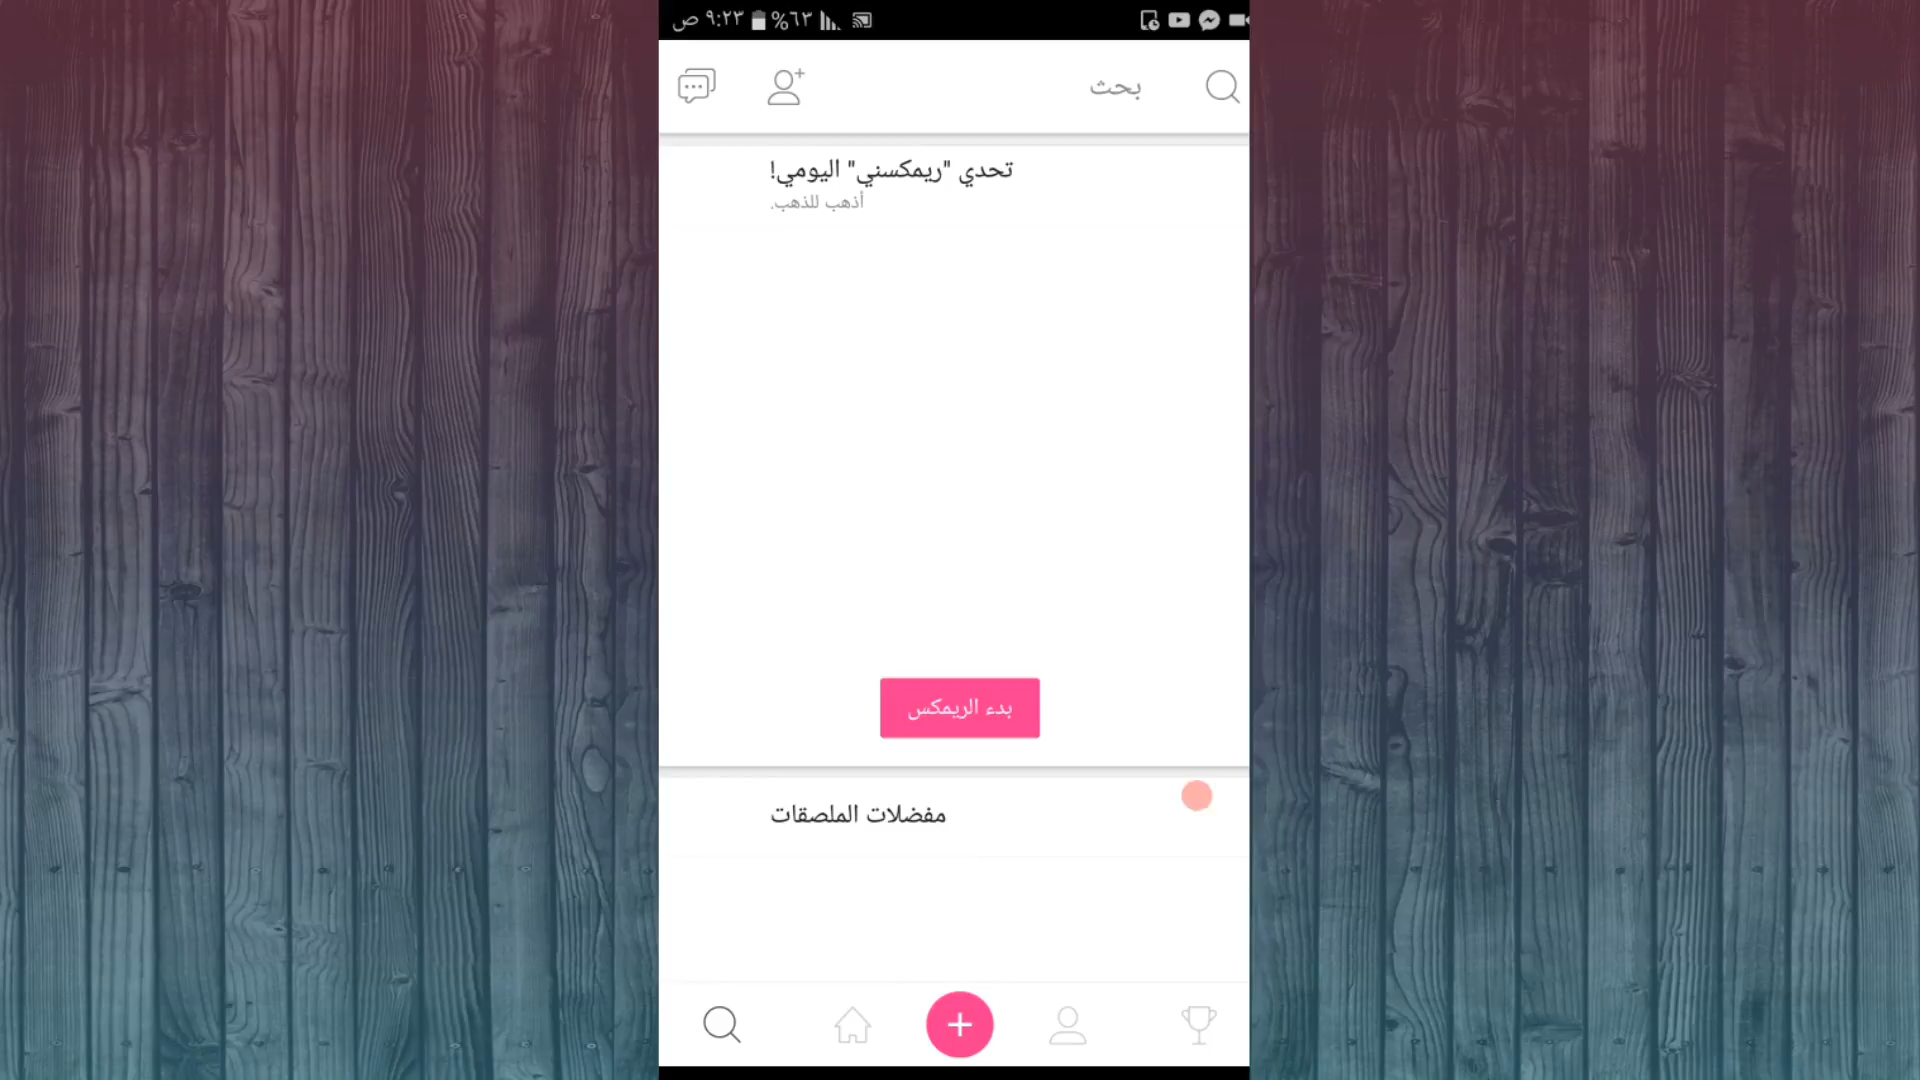 ٩:٢٣ ص %٦٣
بحث
تحدي "ريمكسني" اليومي!
أذهب للذهب.
بدء الريمكس
مفضلات الملصقات